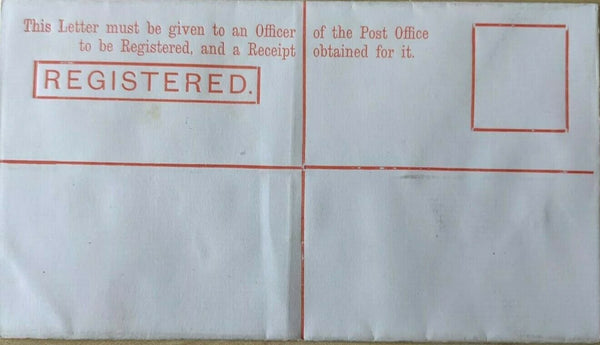 This Letter must be given to an Officer of the Post Office
to be Registered, and a Receipt obtained for it.
REGISTERED.